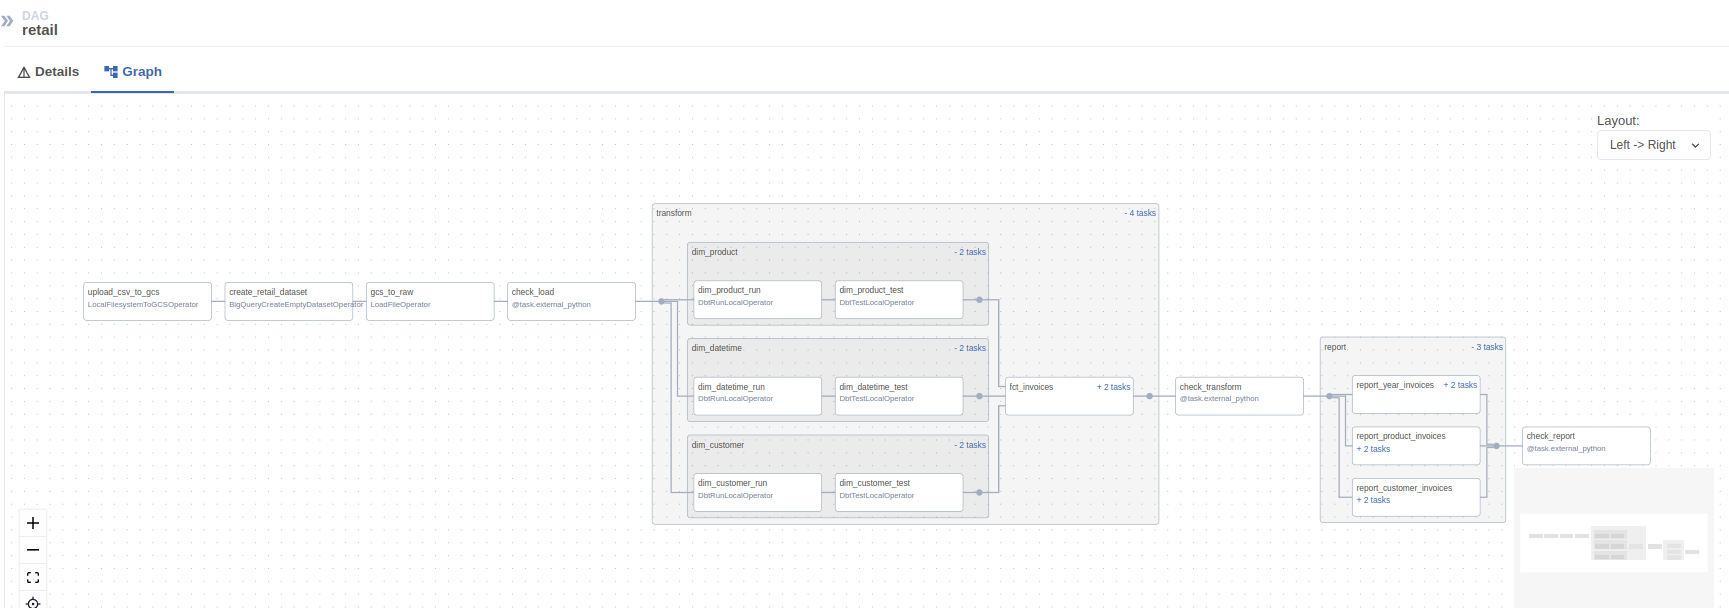 DAG
retail
Details
Graph
Layout:
Left -> Right
transform
- 4 tasks
dim_product
- 2 tasks
upload_csv_to_gcs
LocalFilesystemToGCSOperator
create_retail_dataset
BigQueryCreateEmptyDatasetOperator
gcs_to_raw
LoadFileOperator
check_load
@task.external_python
dim_product_run
DbtRunLocalOperator
dim_product_test
DbtTestLocalOperator
dim_datetime
- 2 tasks
dim_datetime_run
DbtRunLocalOperator
dim_datetime_test
DbtTestLocalOperator
fct_invoices
+ 2 tasks
check_transform
@task.external_python
dim_customer
- 2 tasks
dim_customer_run
DbtRunLocalOperator
dim_customer_test
DbtTestLocalOperator
report
- 3 tasks
report_year_invoices
+ 2 tasks
report_product_invoices
+ 2 tasks
report_customer_invoices
+ 2 tasks
check_report
@task.external_python